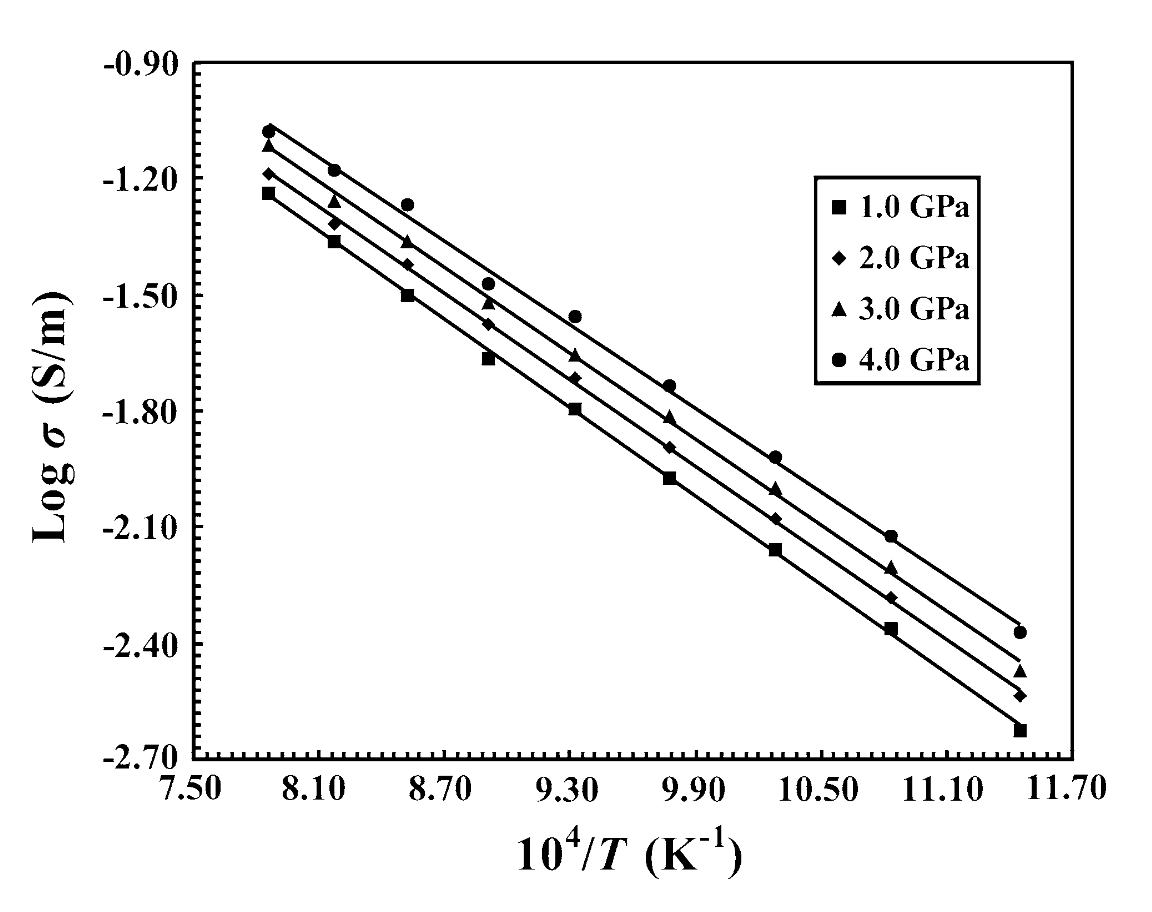 -0.90
-1.20
-1.50
-1.80
-2.10
-2.40
-2.70
Log σ (S/m)
1.0 GPa
2.0 GPa
3.0 GPa
4.0 GPa
7.50 8.10 8.70 9.30 9.90 10.50 11.10 11.70
10⁴/T (K⁻¹)